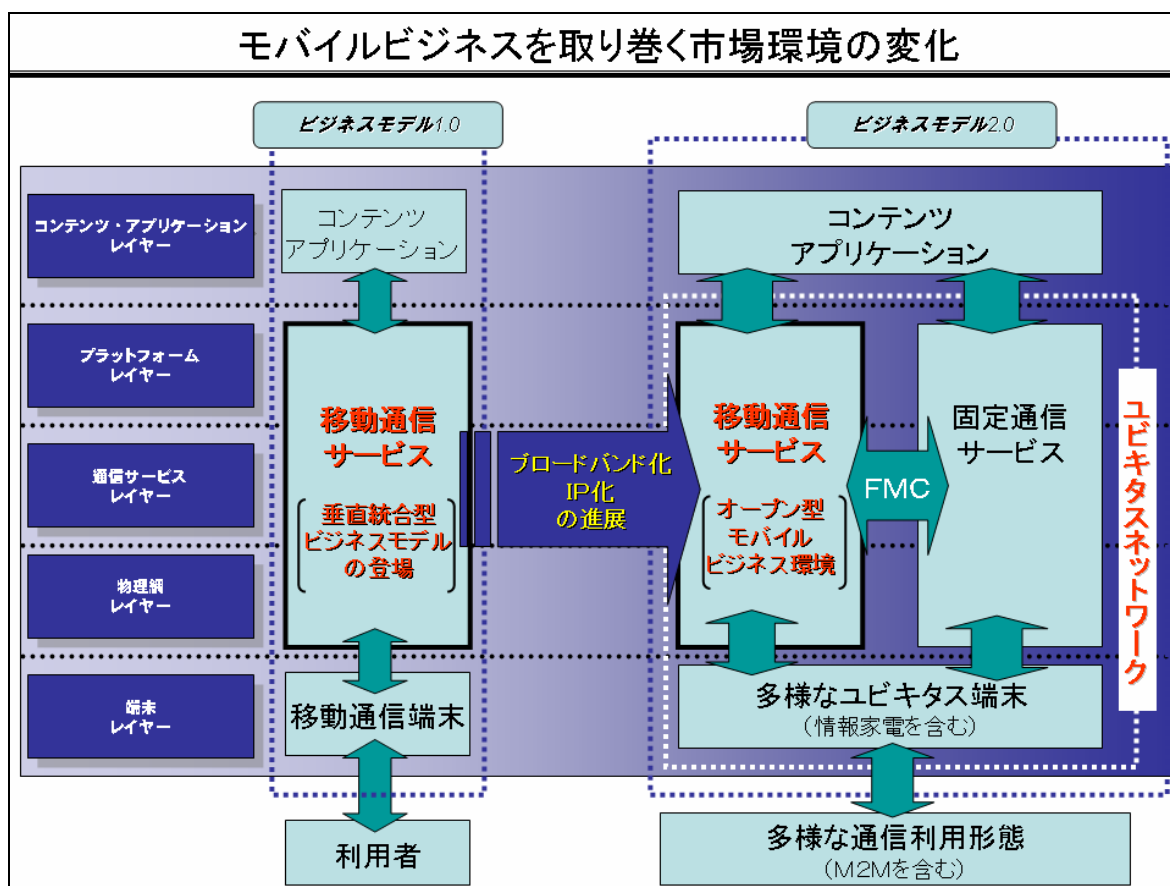 モバイルビジネスを取り巻く市場環境の変化
ビジネスモデル1.0
ビジネスモデル2.0
コンテンツ・アプリケーション
レイヤー
プラットフォーム
レイヤー
通信サービス
レイヤー
物理網
レイヤー
端末
レイヤー
コンテンツ
アプリケーション
移動通信
サービス
垂直統合型
ビジネスモデル
の登場
移動通信端末
利用者
ブロードバンド化
IP化
の進展
コンテンツ
アプリケーション
移動通信
サービス
オープン型
モバイル
ビジネス環境
FMC
固定通信
サービス
ユビキタスネットワーク
多様なユビキタス端末
(情報家電を含む)
多様な通信利用形態
(M2Mを含む)